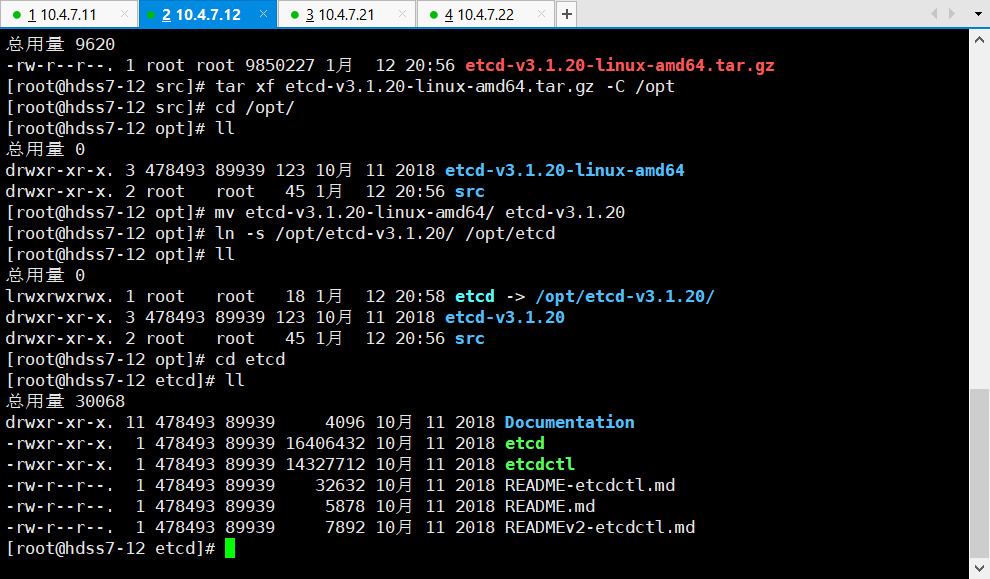 1 10.4.7.11 × 2 10.4.7.12 × 3 10.4.7.21 × 4 10.4.7.22 × +
总用量 9620
-rw-r--r--. 1 root root 9850227 1月  12 20:56 etcd-v3.1.20-linux-amd64.tar.gz
[root@hdss7-12 src]# tar xf etcd-v3.1.20-linux-amd64.tar.gz -C /opt
[root@hdss7-12 src]# cd /opt/
[root@hdss7-12 opt]# ll
总用量 0
drwxr-xr-x. 3 478493 89939 123 10月 11 2018 etcd-v3.1.20-linux-amd64
drwxr-xr-x. 2 root   root   45 1月  12 20:56 src
[root@hdss7-12 opt]# mv etcd-v3.1.20-linux-amd64/ etcd-v3.1.20
[root@hdss7-12 opt]# ln -s /opt/etcd-v3.1.20/ /opt/etcd
[root@hdss7-12 opt]# ll
总用量 0
lrwxrwxrwx. 1 root   root   18 1月  12 20:58 etcd -> /opt/etcd-v3.1.20/
drwxr-xr-x. 3 478493 89939 123 10月 11 2018 etcd-v3.1.20
drwxr-xr-x. 2 root   root   45 1月  12 20:56 src
[root@hdss7-12 opt]# cd etcd
[root@hdss7-12 etcd]# ll
总用量 30068
drwxr-xr-x. 11 478493 89939     4096 10月 11 2018 Documentation
-rwxr-xr-x.  1 478493 89939 16406432 10月 11 2018 etcd
-rwxr-xr-x.  1 478493 89939 14327712 10月 11 2018 etcdctl
-rw-r--r--.  1 478493 89939    32632 10月 11 2018 README-etcdctl.md
-rw-r--r--.  1 478493 89939     5878 10月 11 2018 README.md
-rw-r--r--.  1 478493 89939     7892 10月 11 2018 READMEv2-etcdctl.md
[root@hdss7-12 etcd]#